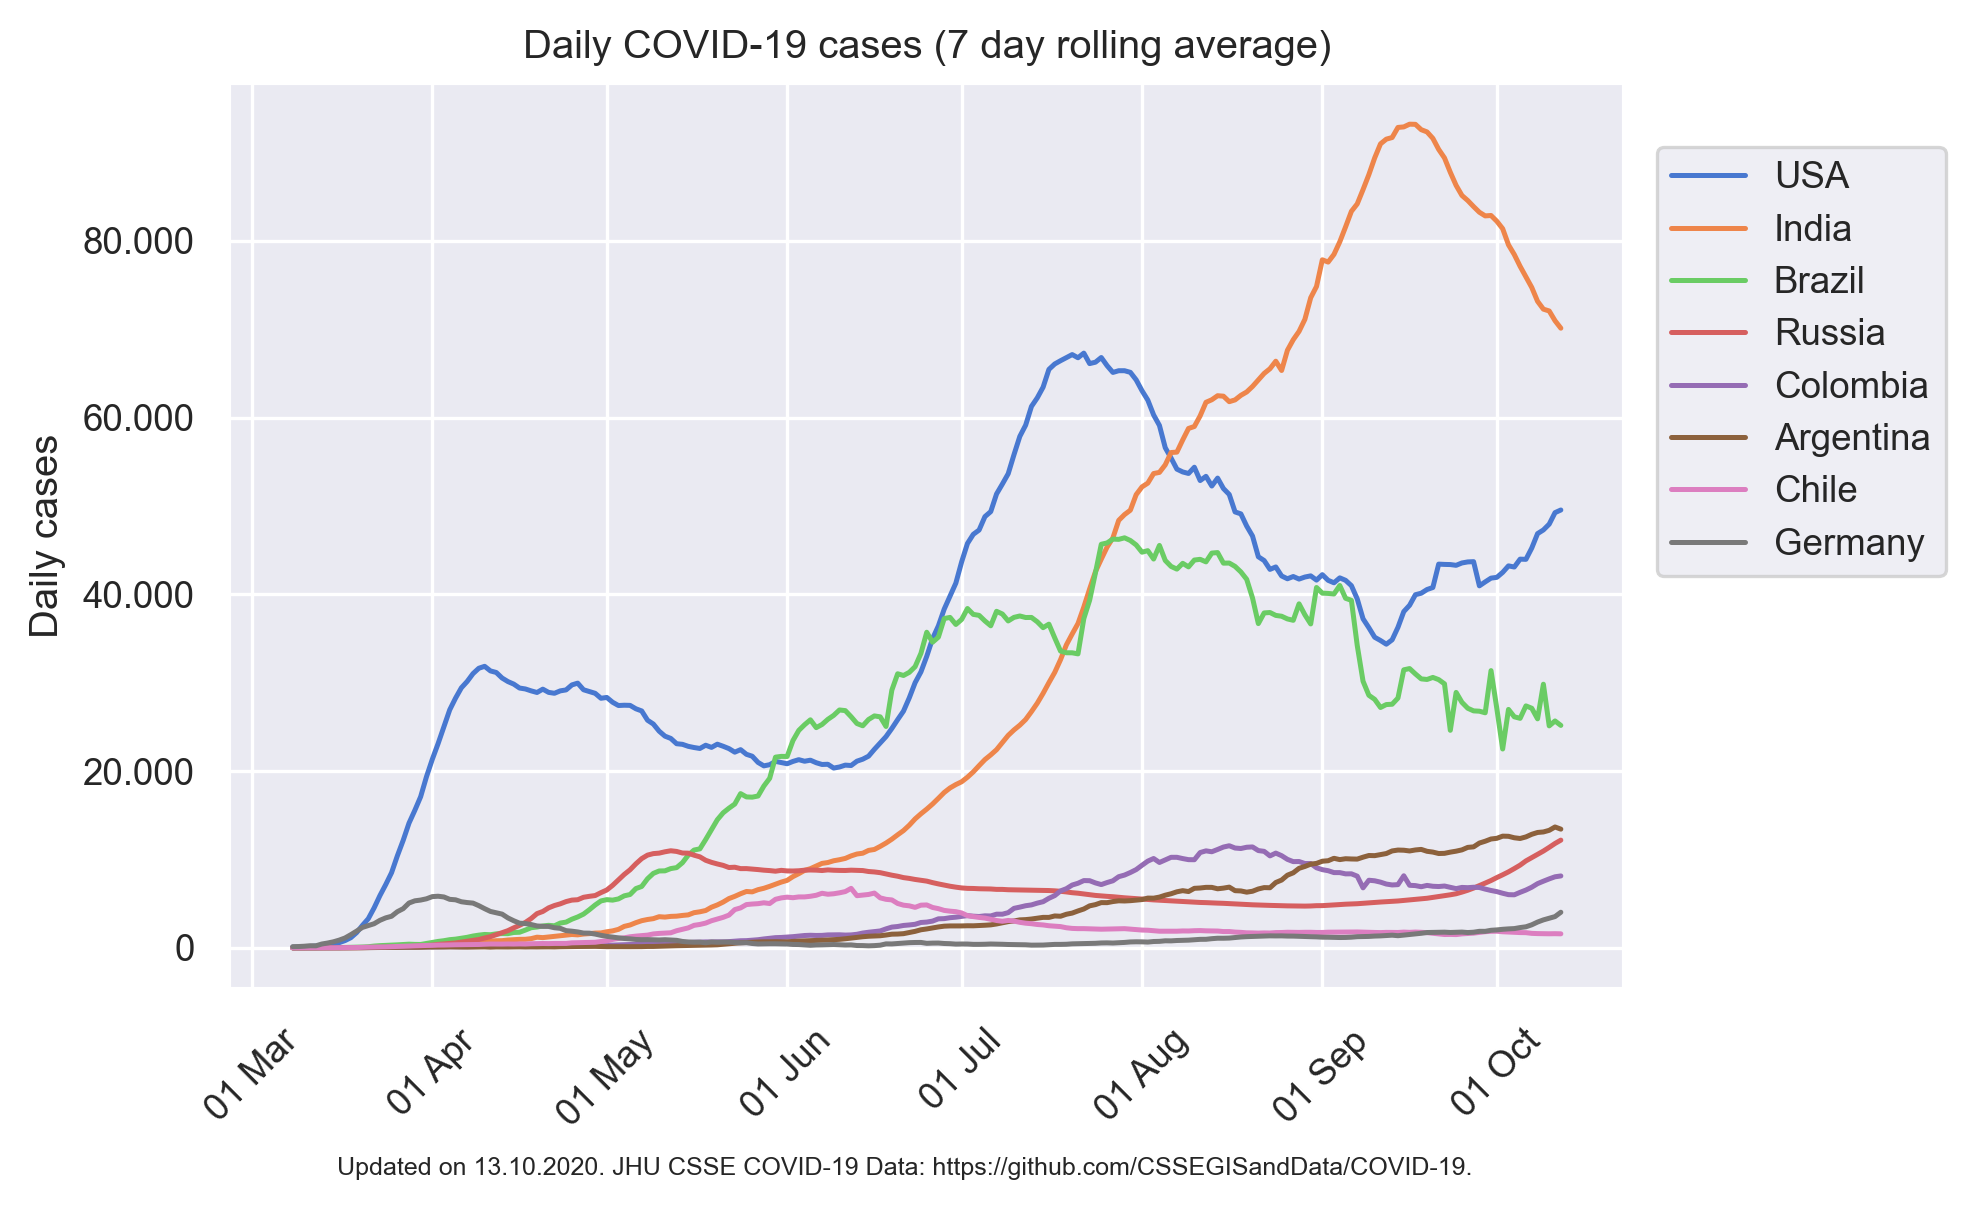 Daily COVID-19 cases (7 day rolling average)
Daily cases
80.000
60.000
40.000
20.000
0
01 Mar
01 Apr
01 May
01 Jun
01 Jul
01 Aug
01 Sep
01 Oct
USA
India
Brazil
Russia
Colombia
Argentina
Chile
Germany
Updated on 13.10.2020. JHU CSSE COVID-19 Data: https://github.com/CSSEGISandData/COVID-19.